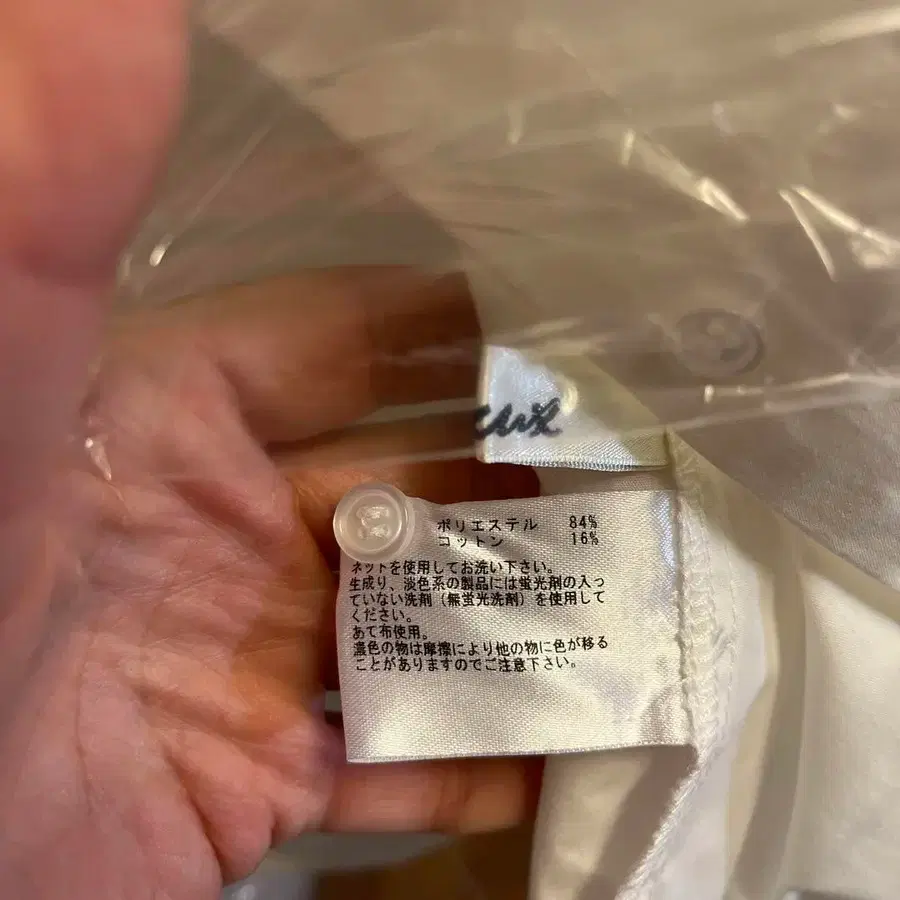 ポリエステル 84%
コットン 16%
ネットを使用してお洗い下さい。
生成り、淡色系の製品には蛍光剤の入っ
ていない洗剤（無蛍光洗剤）を使用して
ください。
あて布使用。
濃色の物は摩擦により他の物に色が移る
ことがありますのでご注意下さい。